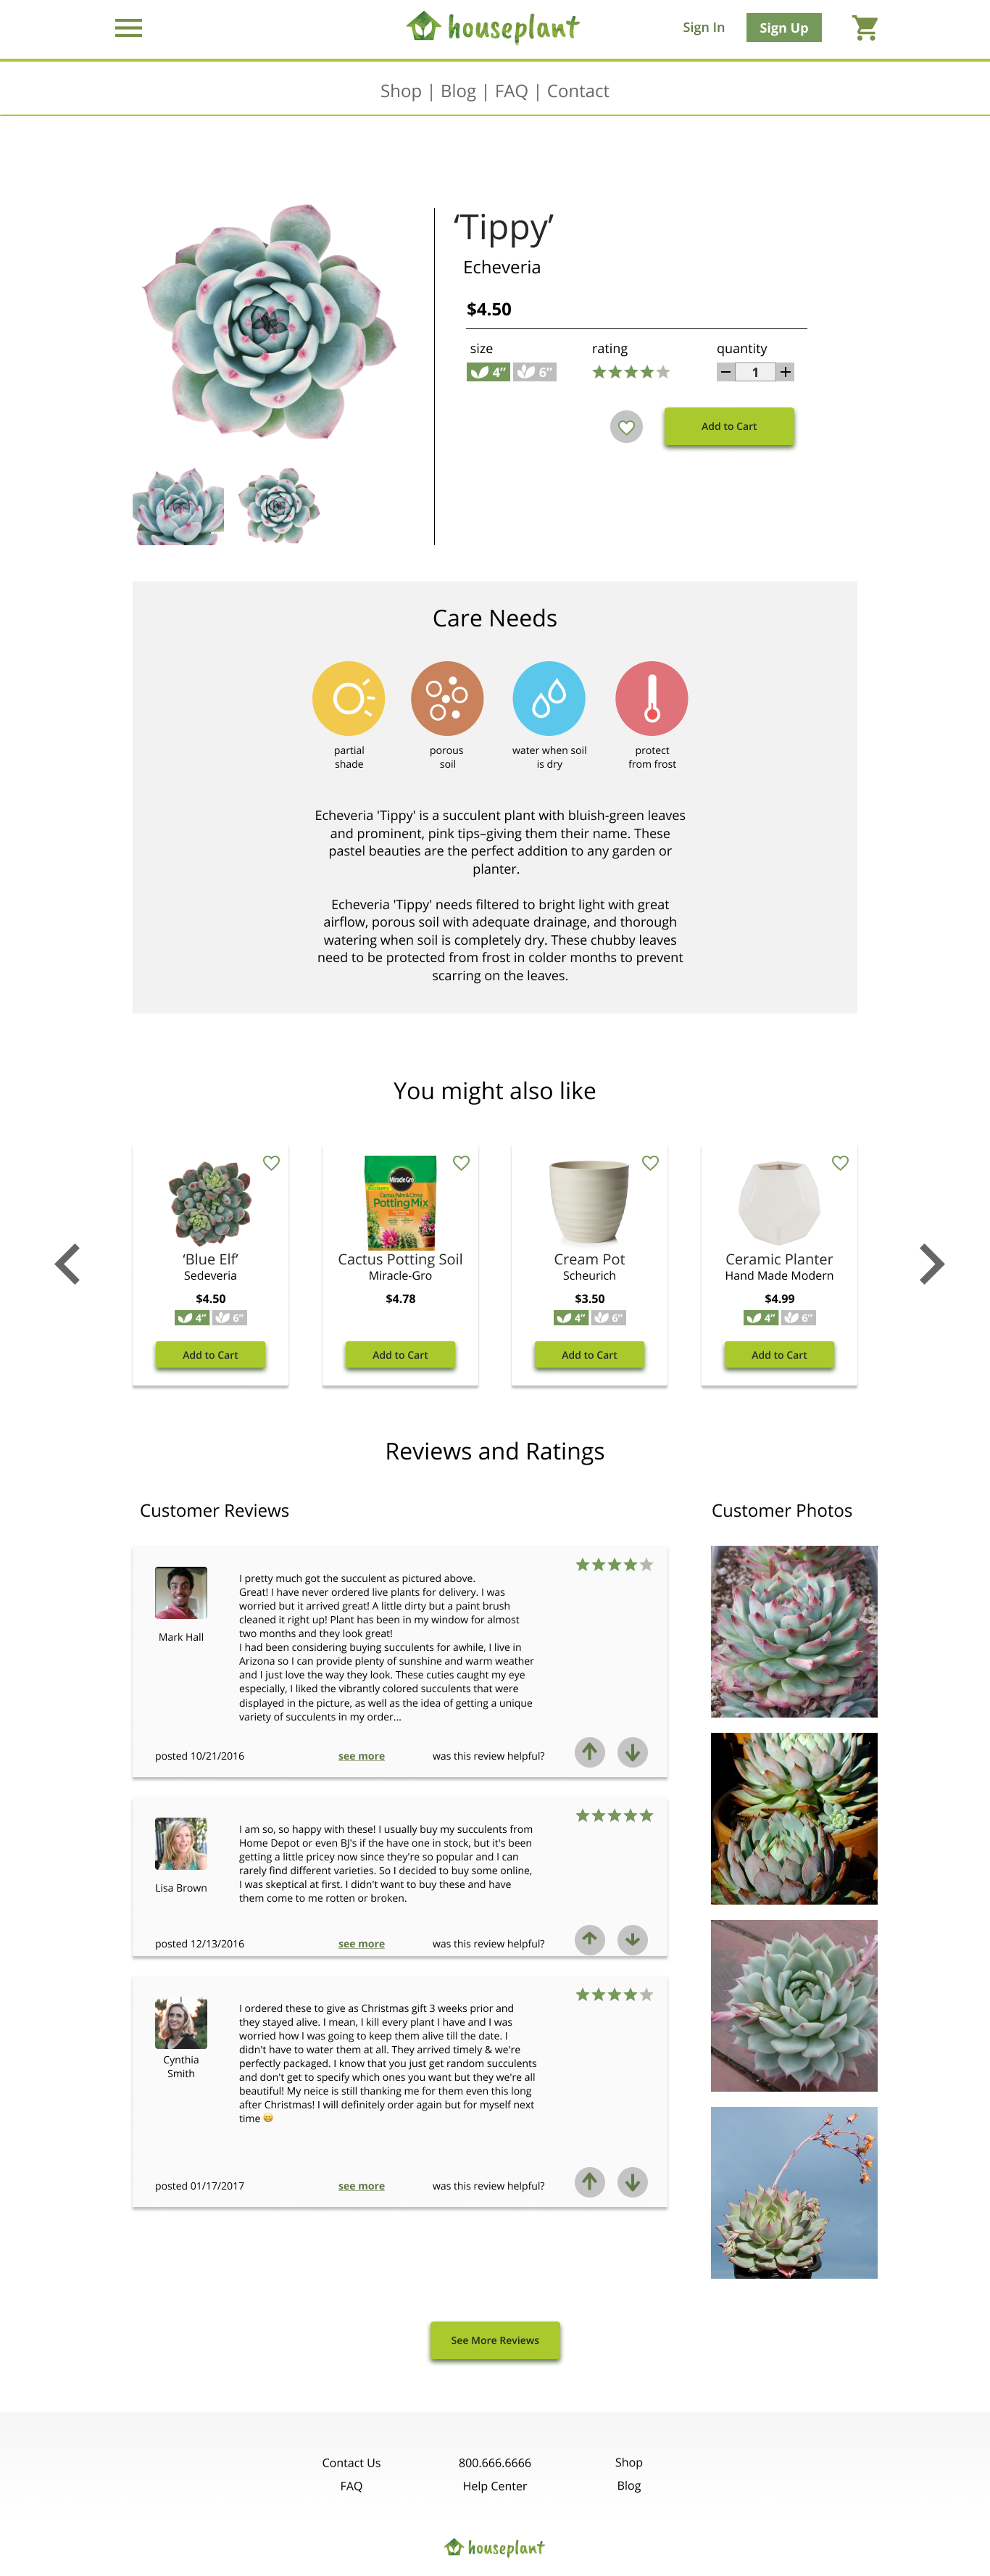 houseplant
Sign In
Sign Up
Shop | Blog | FAQ | Contact
‘Tippy’
Echeveria
$4.50
size
rating
quantity
4”
6”
1
Add to Cart
Care Needs
partial
shade
porous
soil
water when soil
is dry
protect
from frost
Echeveria 'Tippy' is a succulent plant with bluish-green leaves
and prominent, pink tips–giving them their name. These
pastel beauties are the perfect addition to any garden or
planter.
Echeveria 'Tippy' needs filtered to bright light with great
airflow, porous soil with adequate drainage, and thorough
watering when soil is completely dry. These chubby leaves
need to be protected from frost in colder months to prevent
scarring on the leaves.
You might also like
‘Blue Elf’
Sedeveria
$4.50
4”
6”
Add to Cart
Miracle-Gro
Cactus, Palm & Citrus
Potting Mix
Cactus Potting Soil
Miracle-Gro
$4.78
Add to Cart
Cream Pot
Scheurich
$3.50
4”
6”
Add to Cart
Ceramic Planter
Hand Made Modern
$4.99
4”
6”
Add to Cart
Reviews and Ratings
Customer Reviews
Mark Hall
I pretty much got the succulent as pictured above.
Great! I have never ordered live plants for delivery. I was
worried but it arrived great! A little dirty but a paint brush
cleaned it right up! Plant has been in my window for almost
two months and they look great!
I had been considering buying succulents for awhile, I live in
Arizona so I can provide plenty of sunshine and warm weather
and I just love the way they look. These cuties caught my eye
especially, I liked the vibrantly colored succulents that were
displayed in the picture, as well as the idea of getting a unique
variety of succulents in my order...
posted 10/21/2016
see more
was this review helpful?
Lisa Brown
I am so, so happy with these! I usually buy my succulents from
Home Depot or even BJ's if the have one in stock, but it's been
getting a little pricey now since they're so popular and I can
rarely find different varieties. So I decided to buy some online,
I was skeptical at first. I didn't want to buy these and have
them come to me rotten or broken.
posted 12/13/2016
see more
was this review helpful?
Cynthia
Smith
I ordered these to give as Christmas gift 3 weeks prior and
they stayed alive. I mean, I kill every plant I have and I was
worried how I was going to keep them alive till the date. I
didn't have to water them at all. They arrived timely & we're
perfectly packaged. I know that you just get random succulents
and don't get to specify which ones you want but they we're all
beautiful! My neice is still thanking me for them even this long
after Christmas! I will definitely order again but for myself next
time 😄
posted 01/17/2017
see more
was this review helpful?
Customer Photos
See More Reviews
Contact Us
800.666.6666
Shop
FAQ
Help Center
Blog
houseplant